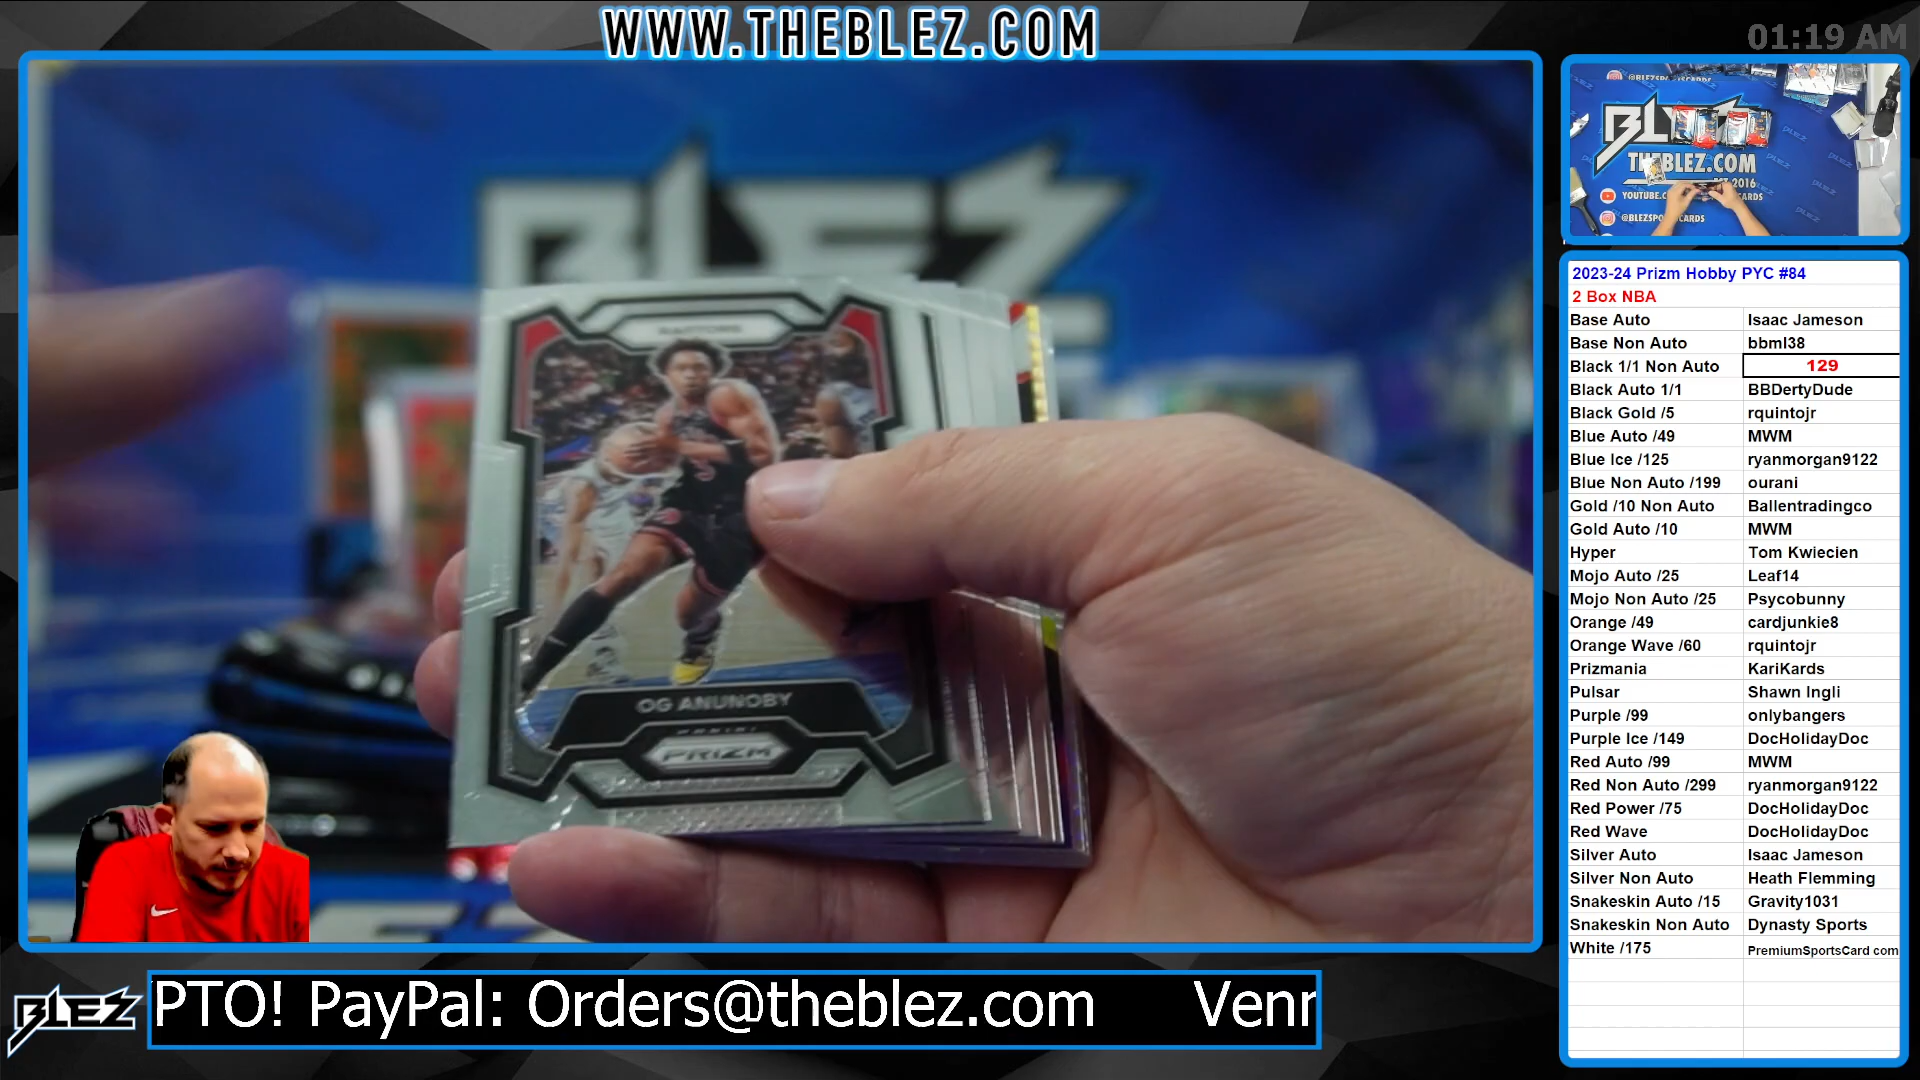 WWW.THEBLEZ.COM
01:19 AM
BLEZ
RAPTORS
OG ANUNOBY
PANINI
PRIZM
THEBLEZ.COM
2016
@BLEZSPORTSCARDS
2023-24 Prizm Hobby PYC #84
2 Box NBA
Base Auto Isaac Jameson
Base Non Auto bbml38
Black 1/1 Non Auto 129
Black Auto 1/1 BBDertyDude
Black Gold /5 rquintojr
Blue Auto /49 MWM
Blue Ice /125 ryanmorgan9122
Blue Non Auto /199 ourani
Gold /10 Non Auto Ballentradingco
Gold Auto /10 MWM
Hyper Tom Kwiecien
Mojo Auto /25 Leaf14
Mojo Non Auto /25 Psycobunny
Orange /49 cardjunkie8
Orange Wave /60 rquintojr
Prizmania KariKards
Pulsar Shawn Ingli
Purple /99 onlybangers
Purple Ice /149 DocHolidayDoc
Red Auto /99 MWM
Red Non Auto /299 ryanmorgan9122
Red Power /75 DocHolidayDoc
Red Wave DocHolidayDoc
Silver Auto Isaac Jameson
Silver Non Auto Heath Flemming
Snakeskin Auto /15 Gravity1031
Snakeskin Non Auto Dynasty Sports
White /175 PremiumSportsCard com
BLEZ
PTO! PayPal: Orders@theblez.com Venr